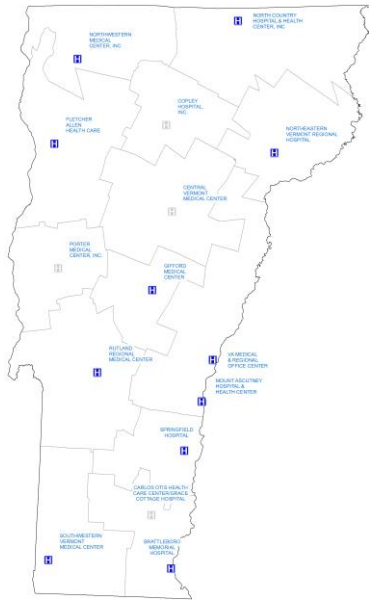 NORTH COUNTRY
HOSPITAL & HEALTH
CENTER, INC
NORTHWESTERN
MEDICAL
CENTER, INC
H
H
COPLEY
HOSPITAL,
INC.
H
FLETCHER
ALLEN
HEALTH CARE
H
NORTHEASTERN
VERMONT REGIONAL
HOSPITAL
H
CENTRAL
VERMONT
MEDICAL CENTER
H
PORTER
MEDICAL
CENTER, INC.
H
GIFFORD
MEDICAL
CENTER
H
RUTLAND
REGIONAL
MEDICAL CENTER
H
VA MEDICAL
& REGIONAL
OFFICE CENTER
H
MOUNT ASCUTNEY
HOSPITAL &
HEALTH CENTER
H
SPRINGFIELD
HOSPITAL
H
CARLOS OTIS HEALTH
CARE CENTER/GRACE
COTTAGE HOSPITAL
H
SOUTHWESTERN
VERMONT
MEDICAL CENTER
H
BRATTLEBORO
MEMORIAL
HOSPITAL
H